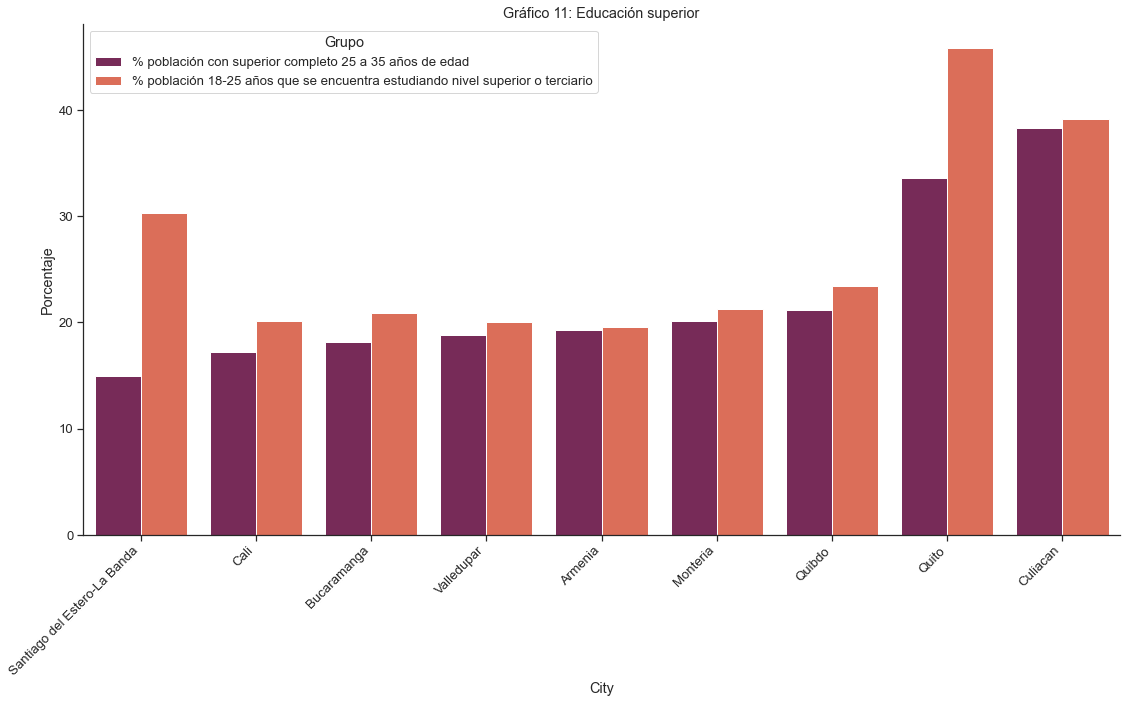 Gráfico 11: Educación superior
Grupo
% población con superior completo 25 a 35 años de edad
% población 18-25 años que se encuentra estudiando nivel superior o terciario
Porcentaje
40
30
20
10
0
Santiago del Estero-La Banda
Cali
Bucaramanga
Valledupar
Armenia
Monteria
Quibdo
Quito
Culiacan
City